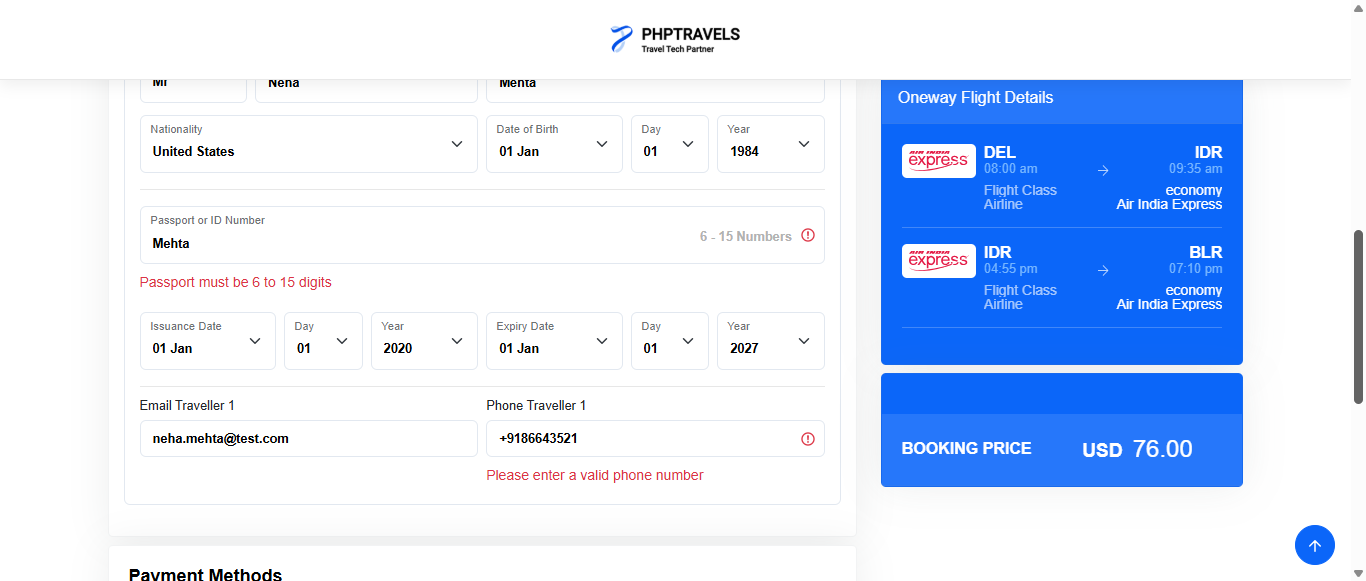 PHPTRAVELS
Travel Tech Partner
Mr
Neha
Mehta
Nationality
United States
Date of Birth
01 Jan
Day
01
Year
1984
Passport or ID Number
Mehta
6 - 15 Numbers
Passport must be 6 to 15 digits
Issuance Date
01 Jan
Day
01
Year
2020
Expiry Date
01 Jan
Day
01
Year
2027
Email Traveller 1
neha.mehta@test.com
Phone Traveller 1
+9186643521
Please enter a valid phone number
Payment Methods
Oneway Flight Details
AIR INDIA
express
DEL
08:00 am
IDR
09:35 am
Flight Class
economy
Airline
Air India Express
AIR INDIA
express
IDR
04:55 pm
BLR
07:10 pm
Flight Class
economy
Airline
Air India Express
BOOKING PRICE
USD 76.00